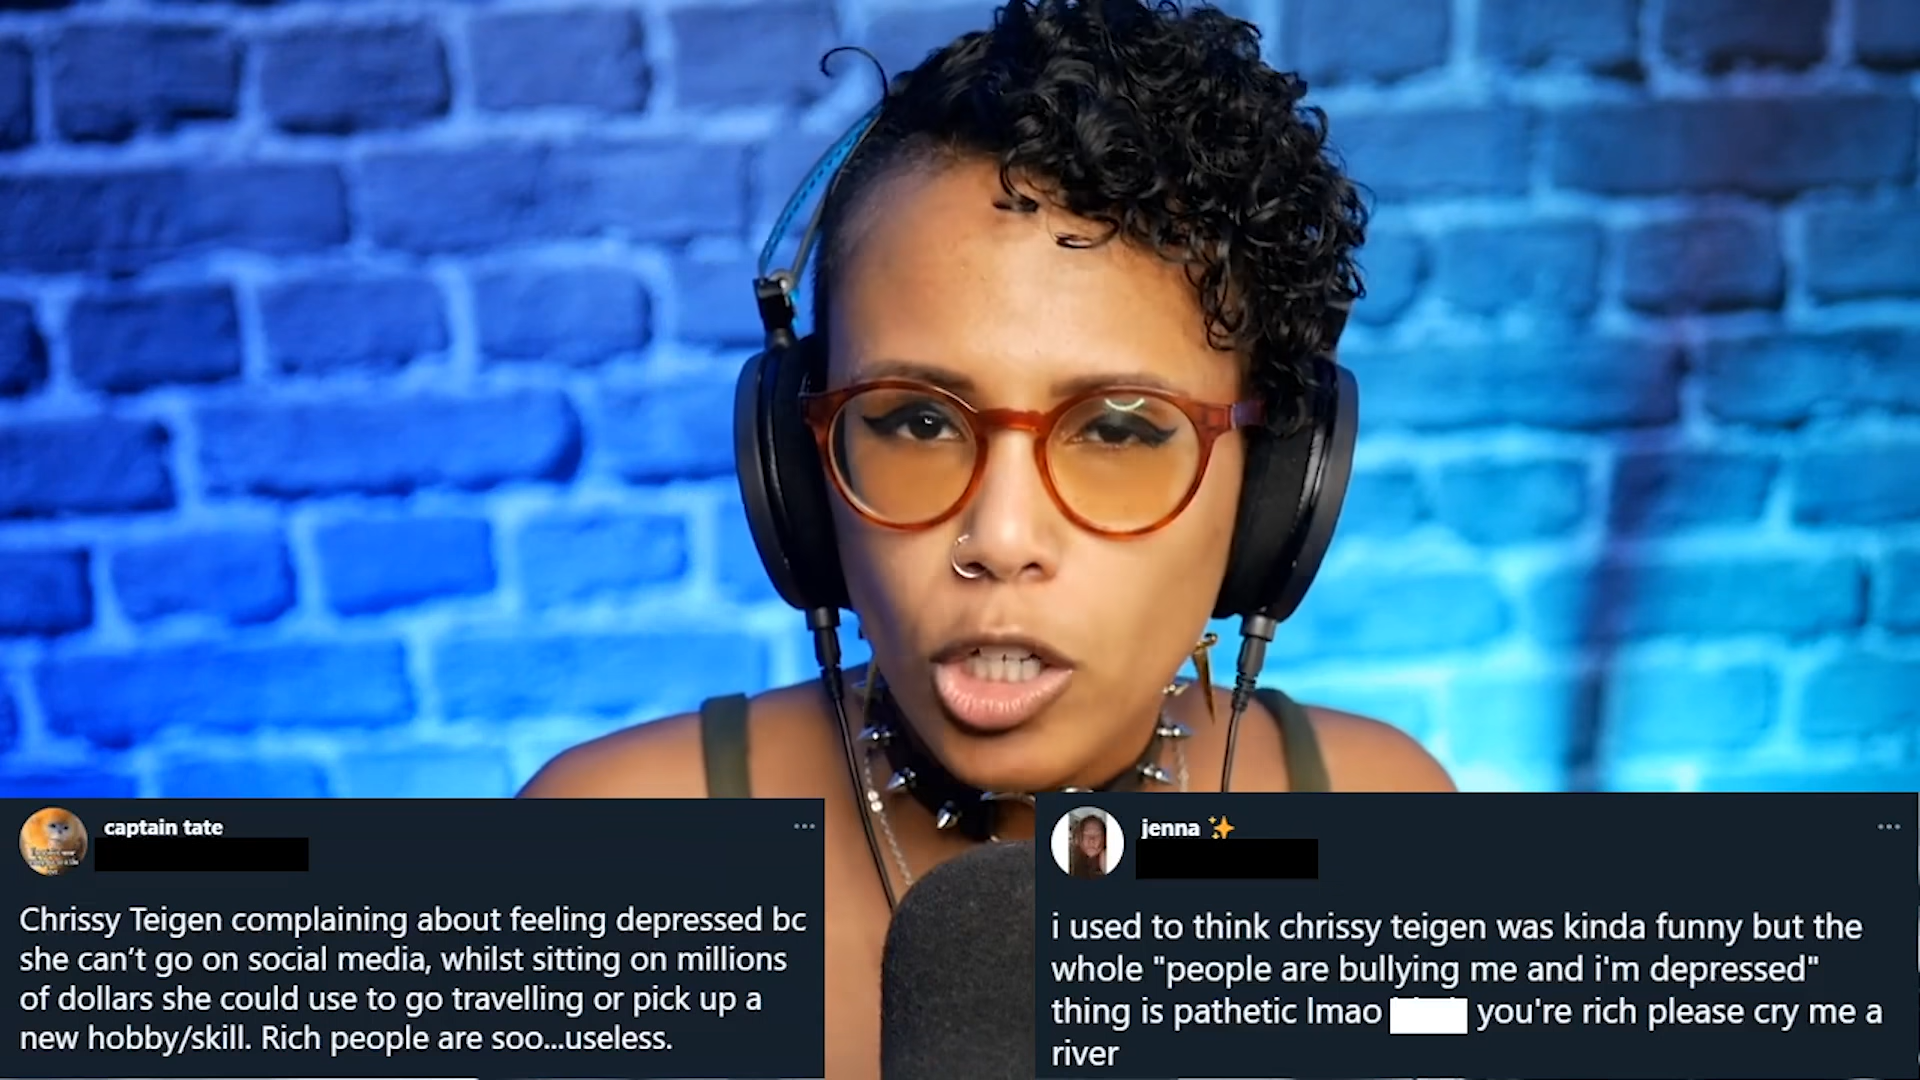 captain tate
Chrissy Teigen complaining about feeling depressed bc
she can't go on social media, whilst sitting on millions
of dollars she could use to go travelling or pick up a
new hobby/skill. Rich people are soo...useless.
jenna ✨
i used to think chrissy teigen was kinda funny but the
whole "people are bullying me and i'm depressed"
thing is pathetic lmao you're rich please cry me a
river